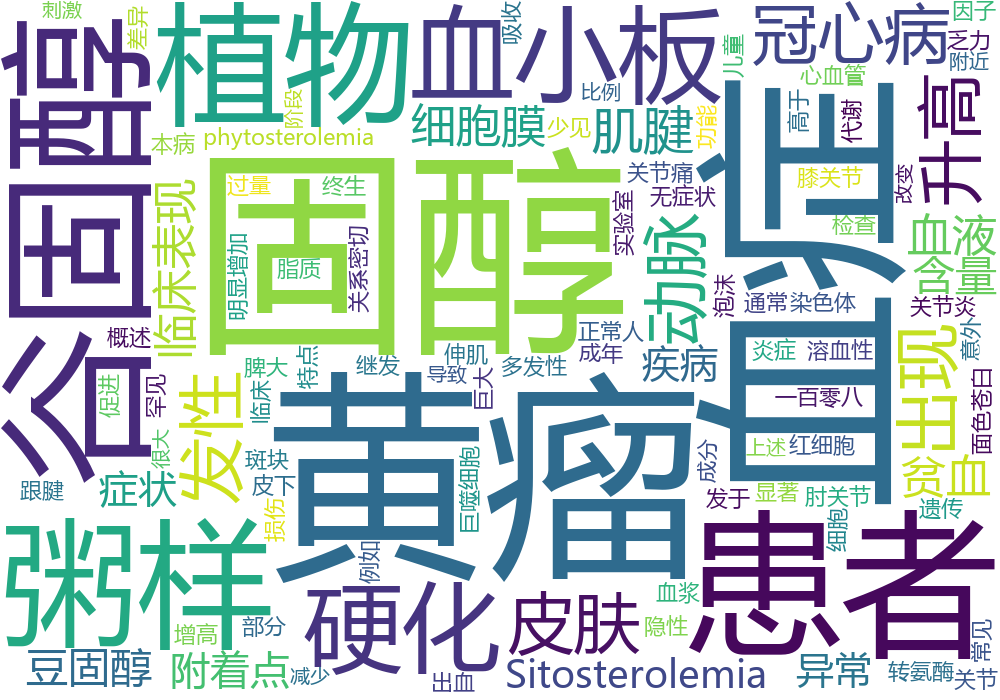 刺激
差异
谷固醇
植物
血小板
吸收
冠心病
因子
乏力
附近
儿童
心血管
比例
阶段
本病
phytosterolemia
细胞膜
少见
肌腱
功能
高于
代谢
升高
固醇
血症
过量
终生
关节痛
无症状
膝关节
改变
检查
临床表现
明显增加
脂质
关系密切
实验室
动脉
泡沫
血液
含量
通常
染色体
关节炎
概述
正常人
成年
意外
炎症
溶血性
脾大
特点
继发
伸肌
导致
多发性
疾病
出现
促进
罕见
临床
巨大
一百零八
面色苍白
发性
黄瘤
很大
斑块
皮下
巨噬细胞
成分
上述
红细胞
贫血
跟腱
症状
损伤
发于
显著
肘关节
细胞
遗传
粥样
例如
患者
硬化
皮肤
血浆
隐性
增高
部分
常见
豆固醇
附着点
减少
出血
Sitosterolemia
异常
转氨酶
关节